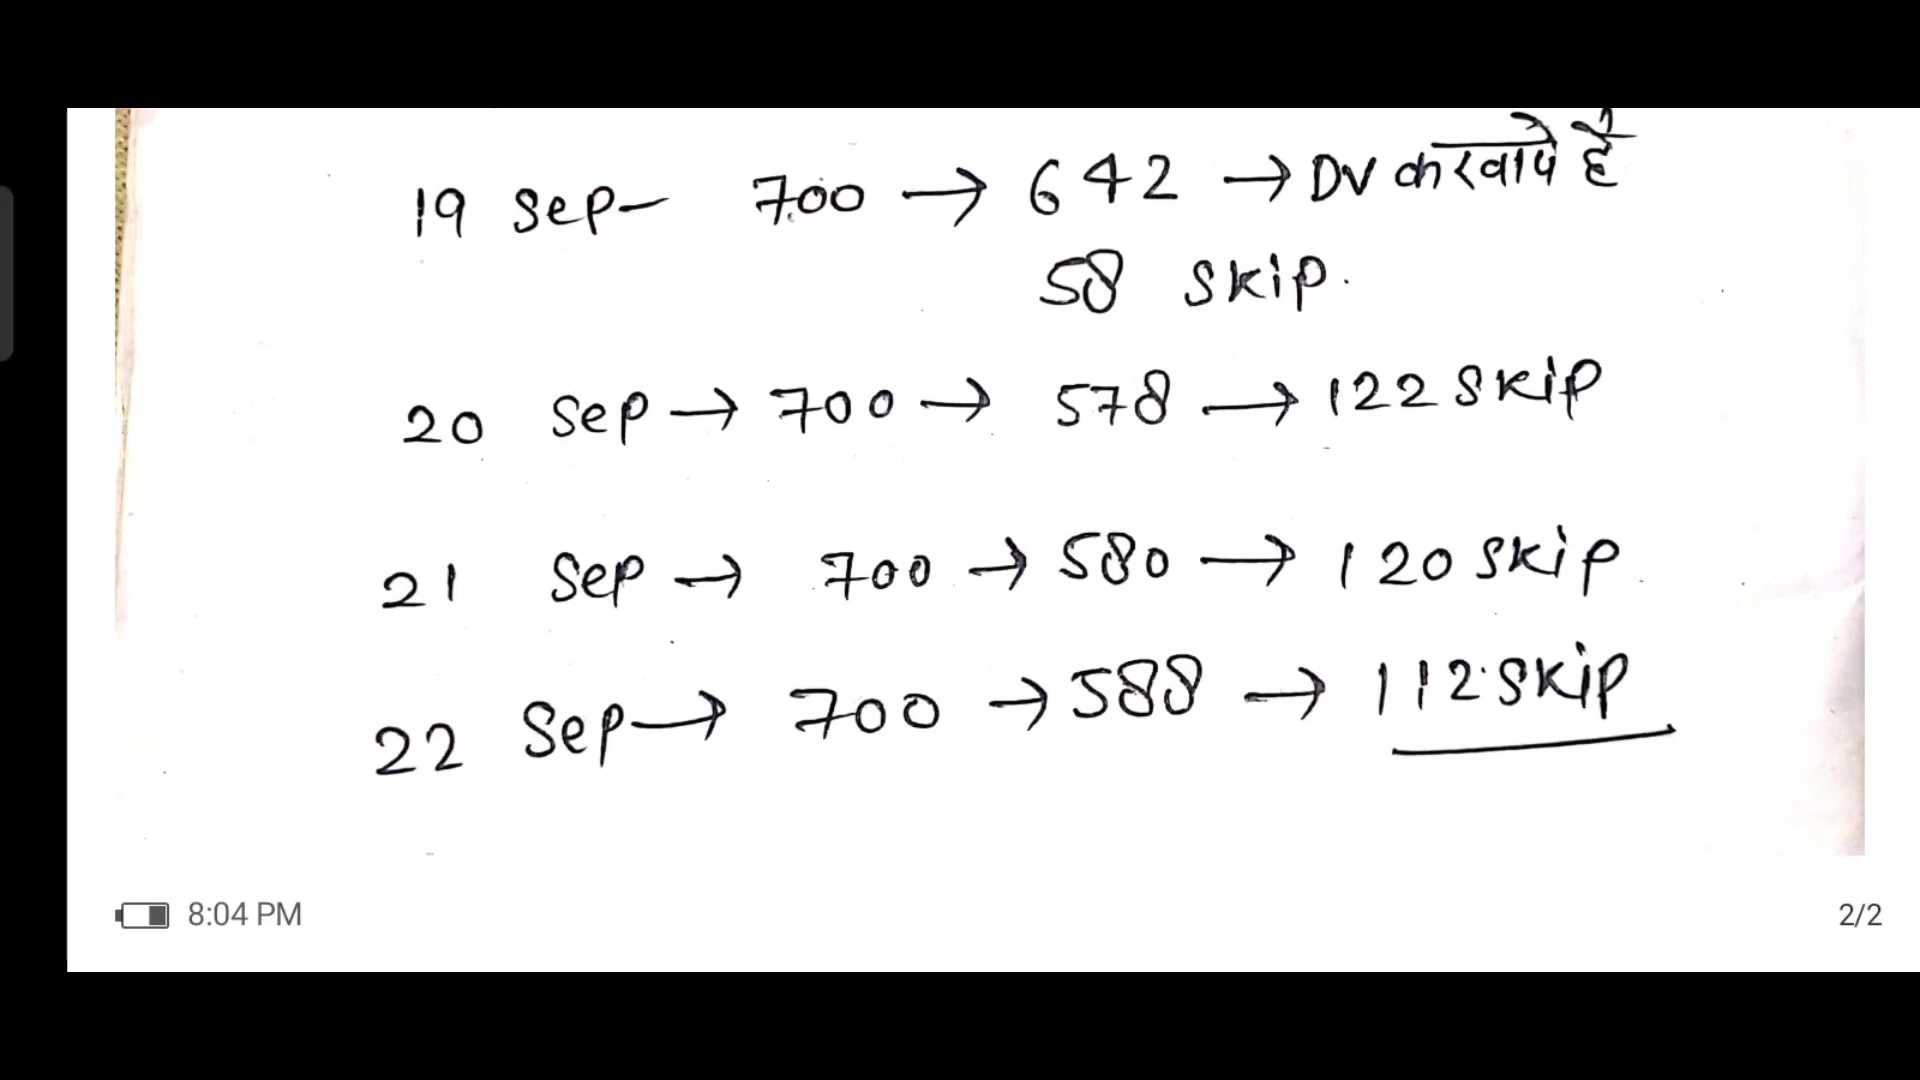 19 Sep- 700 → 642 → DV करवाये है
58 skip.
20 Sep → 700 → 578 → 122 skip
21 Sep → 700 → 580 → 120 skip
22 Sep → 700 → 588 → 112 skip
8:04 PM 2/2